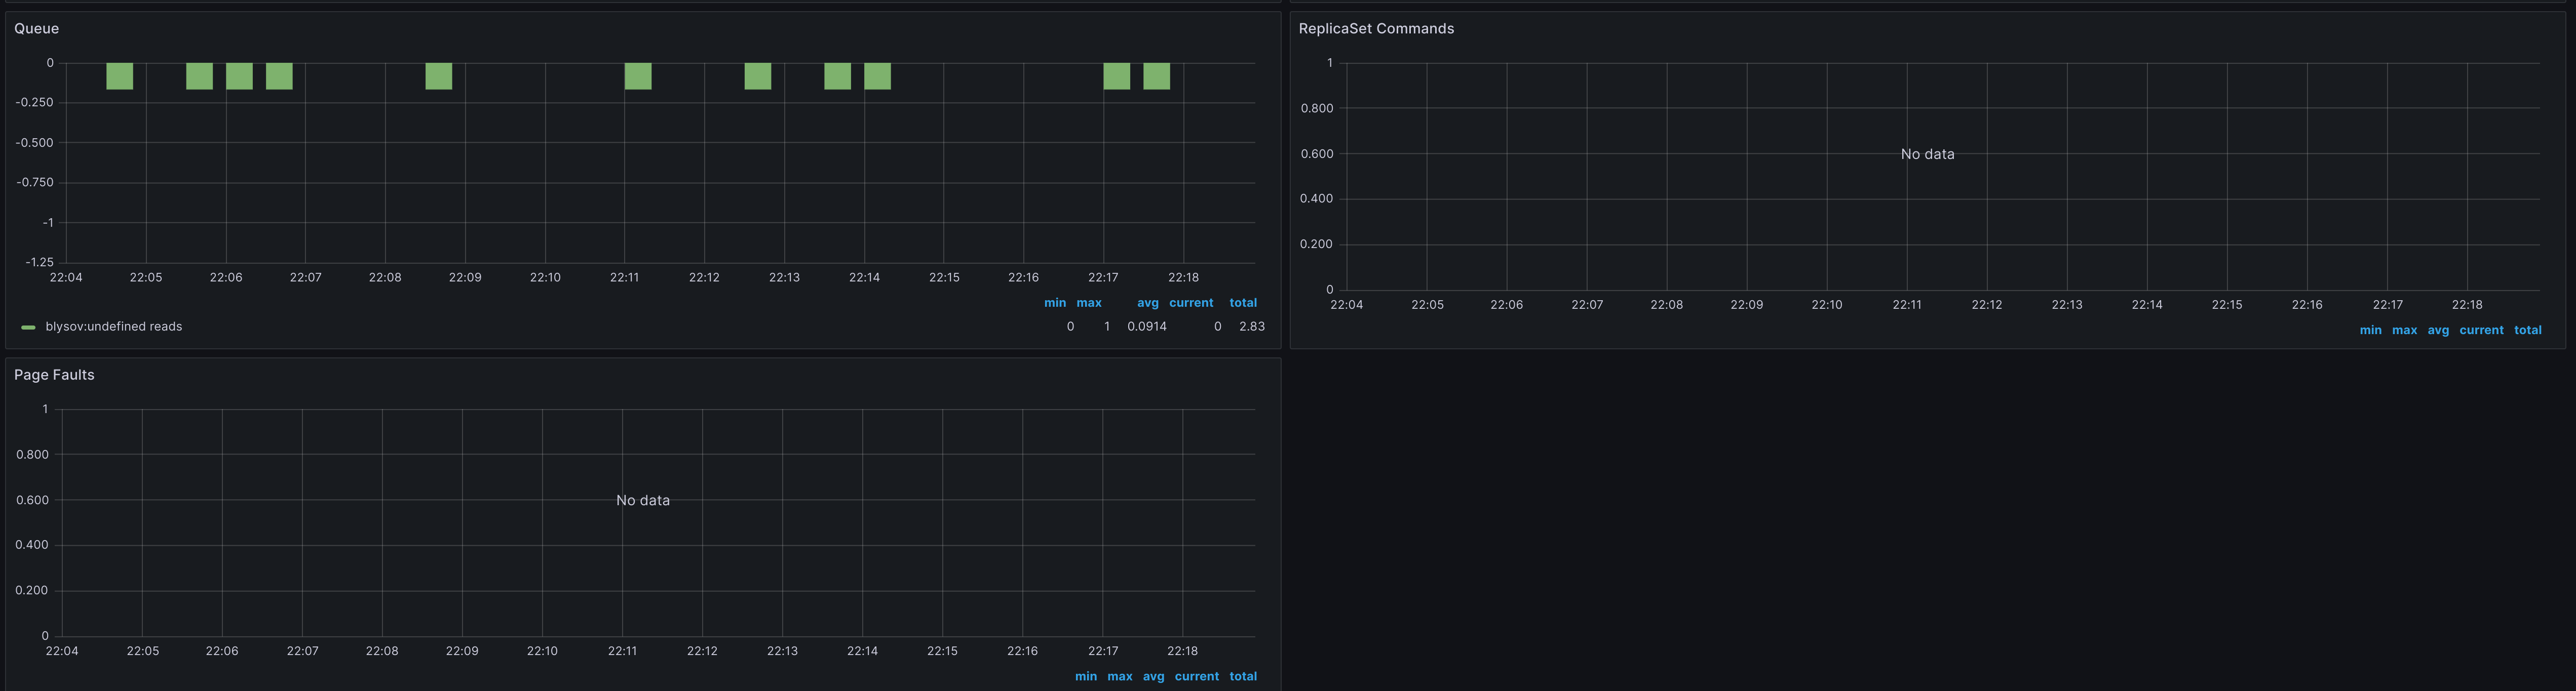 Queue
0
-0.250
-0.500
-0.750
-1
-1.25
22:04 22:05 22:06 22:07 22:08 22:09 22:10 22:11 22:12 22:13 22:14 22:15 22:16 22:17 22:18
min max avg current total
blysov:undefined reads 0 1 0.0914 0 2.83
ReplicaSet Commands
1
0.800
0.600
No data
0.400
0.200
0
22:04 22:05 22:06 22:07 22:08 22:09 22:10 22:11 22:12 22:13 22:14 22:15 22:16 22:17 22:18
min max avg current total
Page Faults
1
0.800
0.600
No data
0.400
0.200
0
22:04 22:05 22:06 22:07 22:08 22:09 22:10 22:11 22:12 22:13 22:14 22:15 22:16 22:17 22:18
min max avg current total